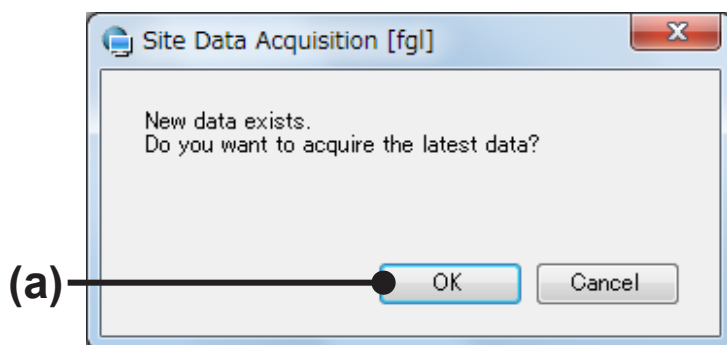 Site Data Acquisition [fgl]
New data exists.
Do you want to acquire the latest data?
(a)
OK
Cancel